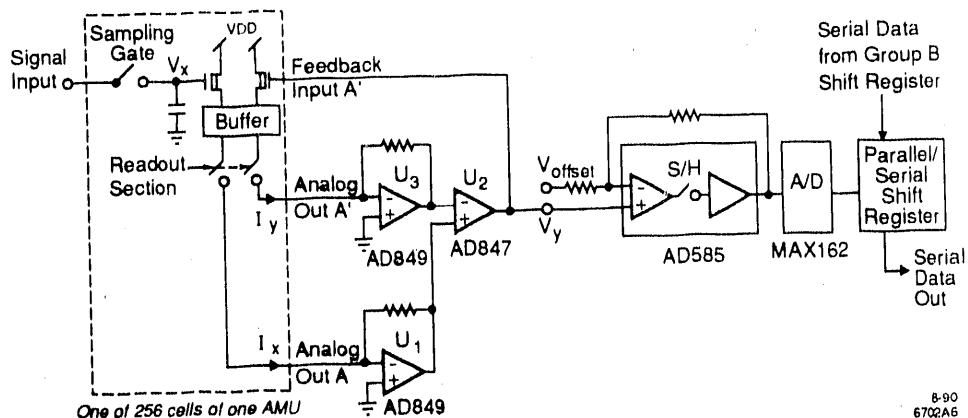 Sampling
Gate
Signal
Input
Vx
VDD
Feedback
Input A'
Buffer
Readout
Section
Iy
Analog
Out A'
U3
-
+
AD849
U2
-
+
AD847
Ix
Analog
Out A
U1
-
+
AD849
Voffset
Vy
-
+
S/H
AD585
A/D
MAX162
Serial Data
from Group B
Shift Register
Parallel/
Serial
Shift
Register
Serial
Data
Out
One of 256 cells of one AMU
8-90
6702A6